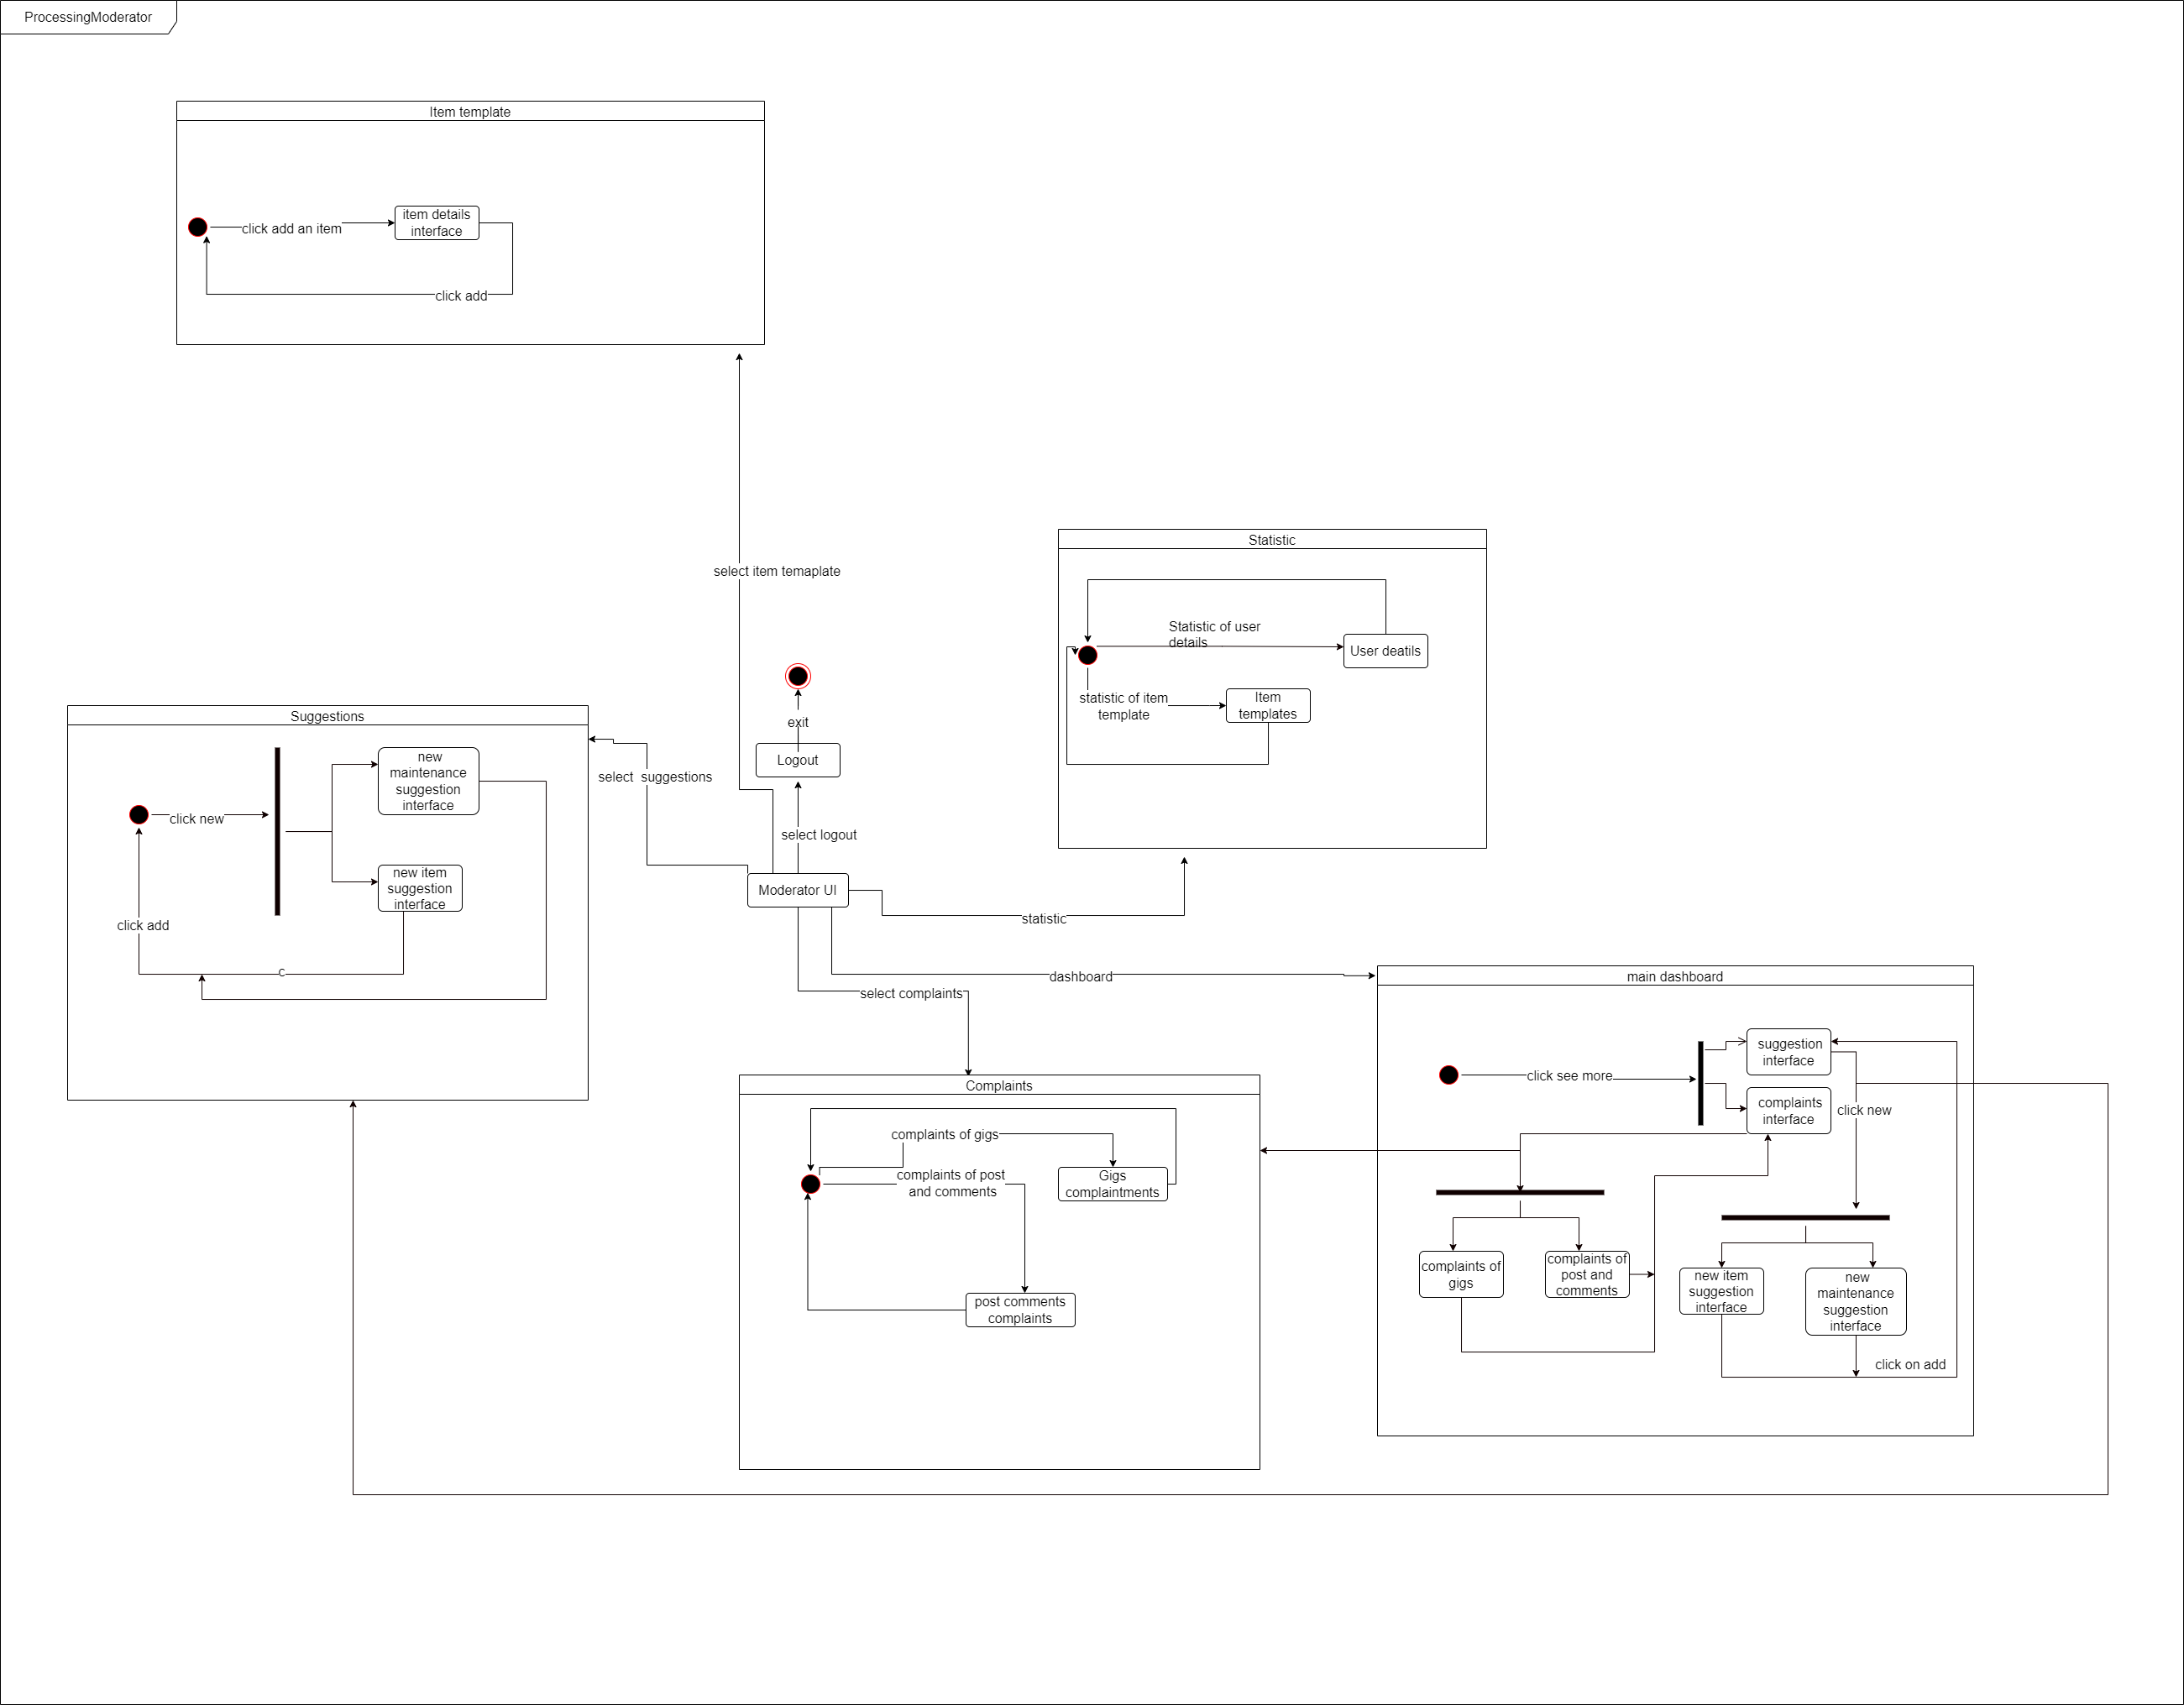 ProcessingModerator
Item template
item details
interface
click add an item
click add
select item temaplate
Statistic
Statistic of user
details
User deatils
statistic of item
template
Item
templates
exit
Logout
select logout
select  suggestions
Moderator UI
statistic
dashboard
select complaints
Suggestions
new
maintenance
suggestion
interface
click new
new item
suggestion
interface
click add
c
Complaints
complaints of gigs
complaints of post
and comments
Gigs
complaintments
post comments
complaints
main dashboard
suggestion
interface
click see more
complaints
interface
click new
complaints of
gigs
complaints of
post and
comments
new item
suggestion
interface
new
maintenance
suggestion
interface
click on add